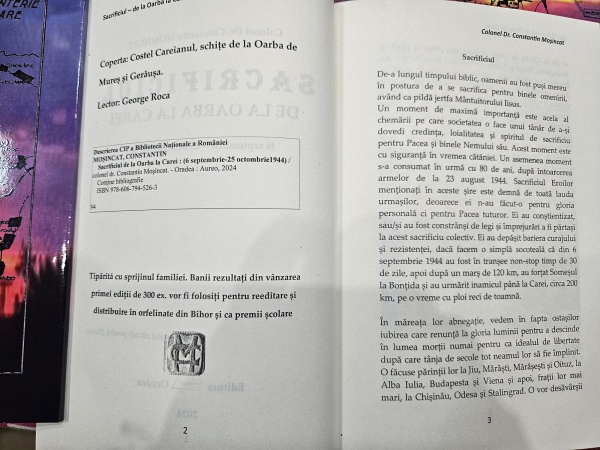 Sacrificiul – de la Oarba la
Coperta: Costel Careianul, schițe de la Oarba de
Mureș și Gerăușa.
Lector: George Roca
Descrierea CIP a Bibliotecii Naționale a României
MOȘINCAT, CONSTANTIN
Sacrificiul de la Oarba la Carei : (6 septembrie-25 octombrie1944) /
colonel dr. Constantin Moșincat. - Oradea : Aureo, 2024
Conține bibliografie
ISBN 978-606-794-526-3
94
Tipărită cu sprijinul familiei. Banii rezultați din vânzarea
primei ediții de 300 ex. vor fi folosiți pentru reeditare și
distribuire în orfelinate din Bihor și ca premii școlare
2
Colonel Dr. Constantin Moșincat
Sacrificiul
De-a lungul timpului biblic, oamenii au fost puși mereu
în postura de a se sacrifica pentru binele omenirii,
având ca pildă jertfa Mântuitorului Iisus.
Un moment de maximă importanță este acela al
chemării pe care societatea o face unui tânăr de a-și
dovedi credința, loialitatea și spiritul de sacrificiu
pentru Pacea și binele Nemului său. Acest moment este
cu siguranță în vremea cătăniei. Un asemenea moment
s-a consumat în urmă cu 80 de ani, după întoarcerea
armelor de la 23 august 1944. Sacrificiul Eroilor
menționați în aceste șire este demnă de toată lauda
urmașilor, deoarece ei n-au făcut-o pentru gloria
personală ci pentru Pacea tuturor. Ei au conștientizat,
sau/și au fost constrânși de legi și împrejurări a fi părtași
la acest sacrificiu colectiv. Ei au depășit bariera curajului
și rezistenței, dacă facem o simplă socoteală că din 6
septembrie 1944 au fost în tranșee non-stop timp de 30
de zile, apoi după un marș de 120 km, au forțat Someșul
la Bonțida și au urmărit inamicul până la Carei, circa 200
km, pe o vreme cu ploi reci de toamnă.
În măreața lor abnegație, vedem în fapta ostașilor
iubirea care renunță la gloria luminii pentru a descinde
în lumea morții numai pentru ca idealul de libertate
după care tânja de secole tot neamul lor să fie împlinit.
O făcuse părinții lor la Jiu, Mărăști, Mărășești și Oituz, la
Alba Iulia, Budapesta și Viena și apoi, frații lor mai
mari, la Chișinău, Odesa și Stalingrad. O vor desăvârși
3